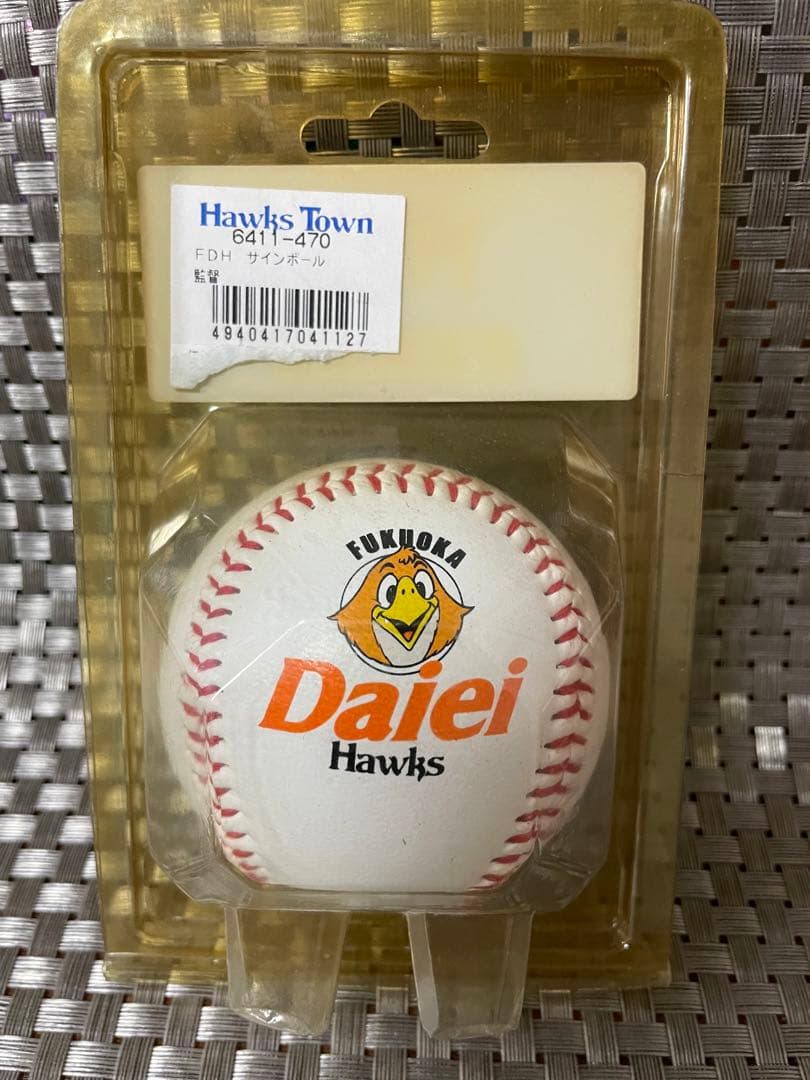 Hawks Town
6411-470
FDH サインボール
監督
4940417041127
FUKUOKA
Daiei
Hawks